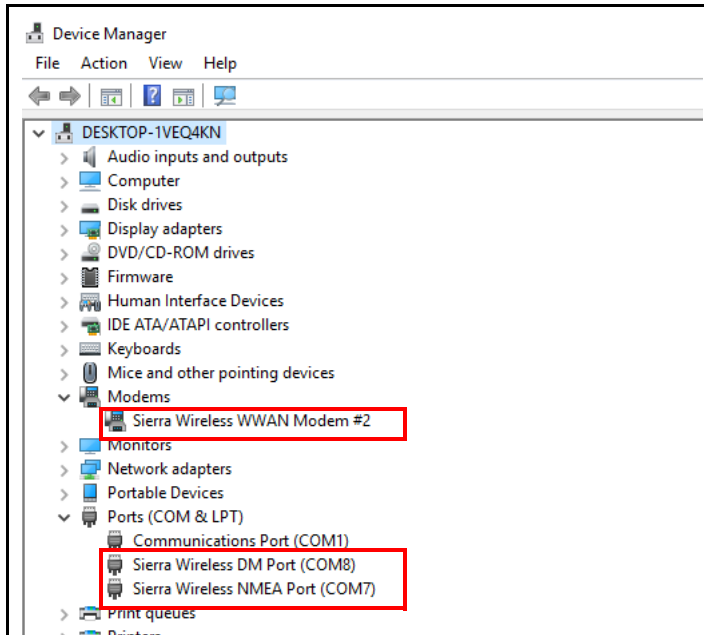 Device Manager
File Action View Help
DESKTOP-1VEQ4KN
Audio inputs and outputs
Computer
Disk drives
Display adapters
DVD/CD-ROM drives
Firmware
Human Interface Devices
IDE ATA/ATAPI controllers
Keyboards
Mice and other pointing devices
Modems
Sierra Wireless WWAN Modem #2
Monitors
Network adapters
Portable Devices
Ports (COM & LPT)
Communications Port (COM1)
Sierra Wireless DM Port (COM8)
Sierra Wireless NMEA Port (COM7)
Print queues
Printers